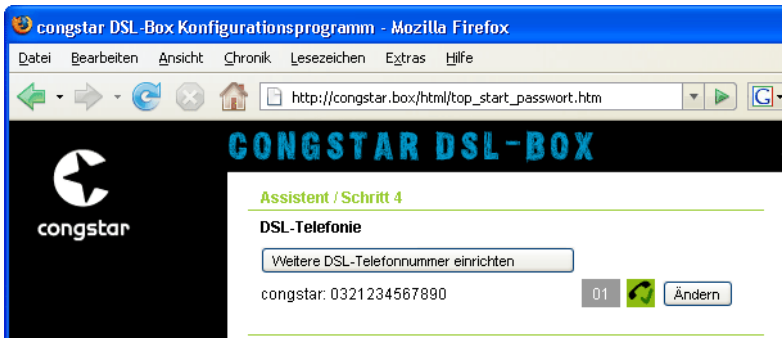 congstar DSL-Box Konfigurationsprogramm - Mozilla Firefox
Datei Bearbeiten Ansicht Chronik Lesezeichen Extras Hilfe
http://congstar.box/html/top_start_passwort.htm G
CONGSTAR DSL-BOX
congstar
Assistent / Schritt 4
DSL-Telefonie
Weitere DSL-Telefonnummer einrichten
congstar: 0321234567890 01 Ändern